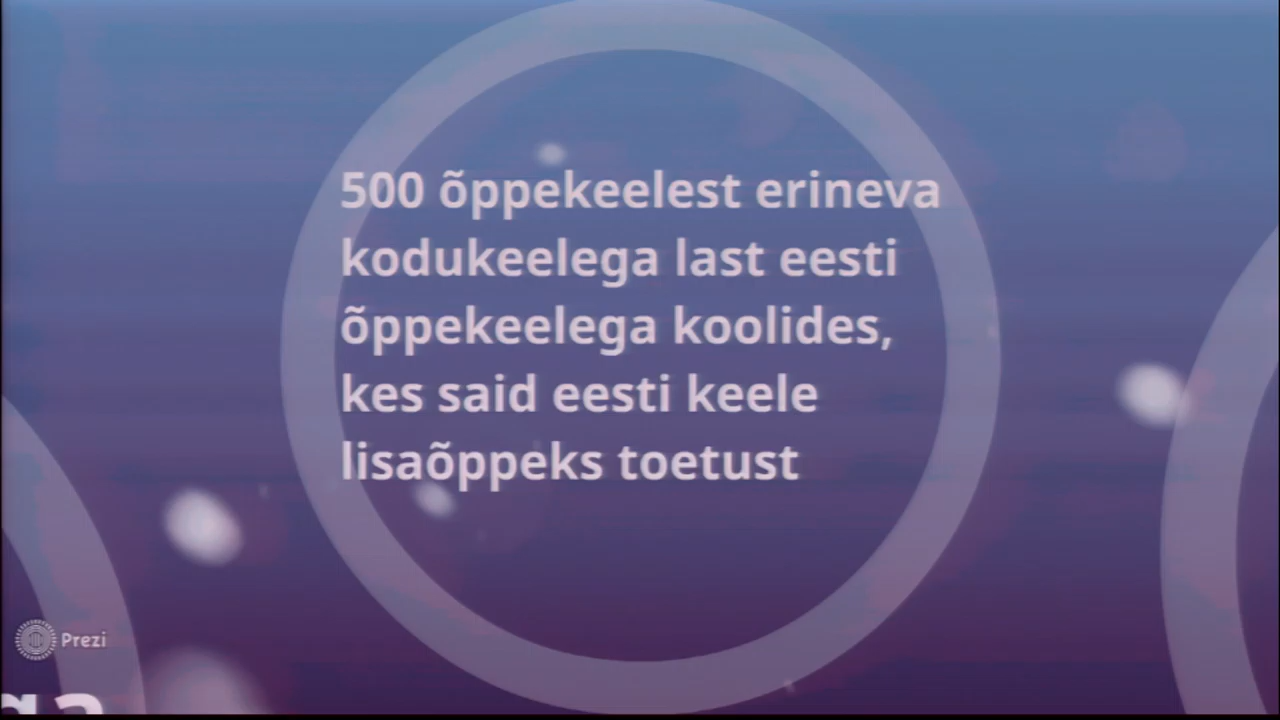 500 õppekeelest erineva
kodukeelega last eesti
õppekeelega koolides,
kes said eesti keele
lisaõppeks toetust
Prezi